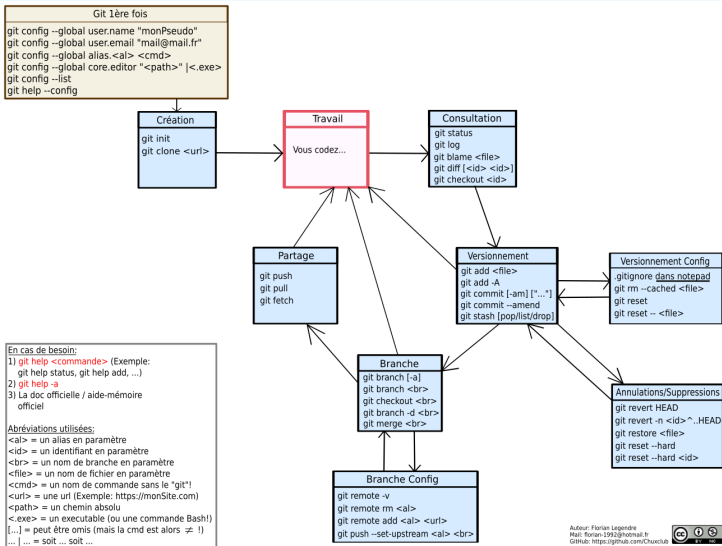 Git 1ère fois
git config --global user.name "monPseudo"
git config --global user.email "mail@mail.fr"
git config --global alias.<al> <cmd>
git config --global core.editor "<path>" |<.exe>
git config --list
git help --config
Création
git init
git clone <url>
Travail
Vous codez...
Consultation
git status
git log
git blame <file>
git diff [<id> <id>]
git checkout <id>
Partage
git push
git pull
git fetch
Versionnement
git add <file>
git add -A
git commit [-am] ["..."]
git commit --amend
git stash [pop/list/drop]
Versionnement Config
.gitignore dans notepad
git rm --cached <file>
git reset
git reset -- <file>
Branche
git branch [-a]
git branch <br>
git checkout <br>
git branch -d <br>
git merge <br>
Annulations/Suppressions
git revert HEAD
git revert -n <id>^..HEAD
git restore <file>
git reset --hard
git reset --hard <id>
Branche Config
git remote -v
git remote rm <al>
git remote add <al> <url>
git push --set-upstream <al> <br>
En cas de besoin:
1) git help <commande> (Exemple:
git help status, git help add, ...)
2) git help -a
3) La doc officielle / aide-mémoire
officiel
Abréviations utilisées:
<al> = un alias en paramètre
<id> = un identifiant en paramètre
<br> = un nom de branche en paramètre
<file> = un nom de fichier en paramètre
<cmd> = un nom de commande sans le "git"!
<url> = une url (Exemple: https://monSite.com)
<path> = un chemin absolu
<.exe> = un executable (ou une commande Bash!)
[...] = peut être omis (mais la cmd est alors ≠ !)
... | ... = soit ... soit ...
Auteur: Florian Legendre
Mail: florian-1992@hotmail.fr
GitHub: https://github.com/Chuxclub
cc
BY NC